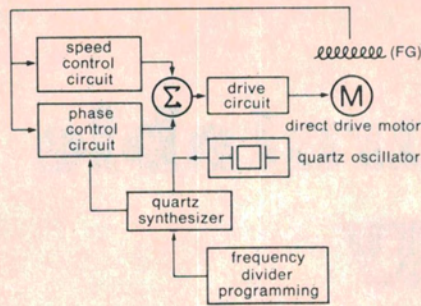 speed
control
circuit
phase
control
circuit
Σ
drive
circuit
(FG)
M
direct drive motor
quartz oscillator
quartz
synthesizer
frequency
divider
programming